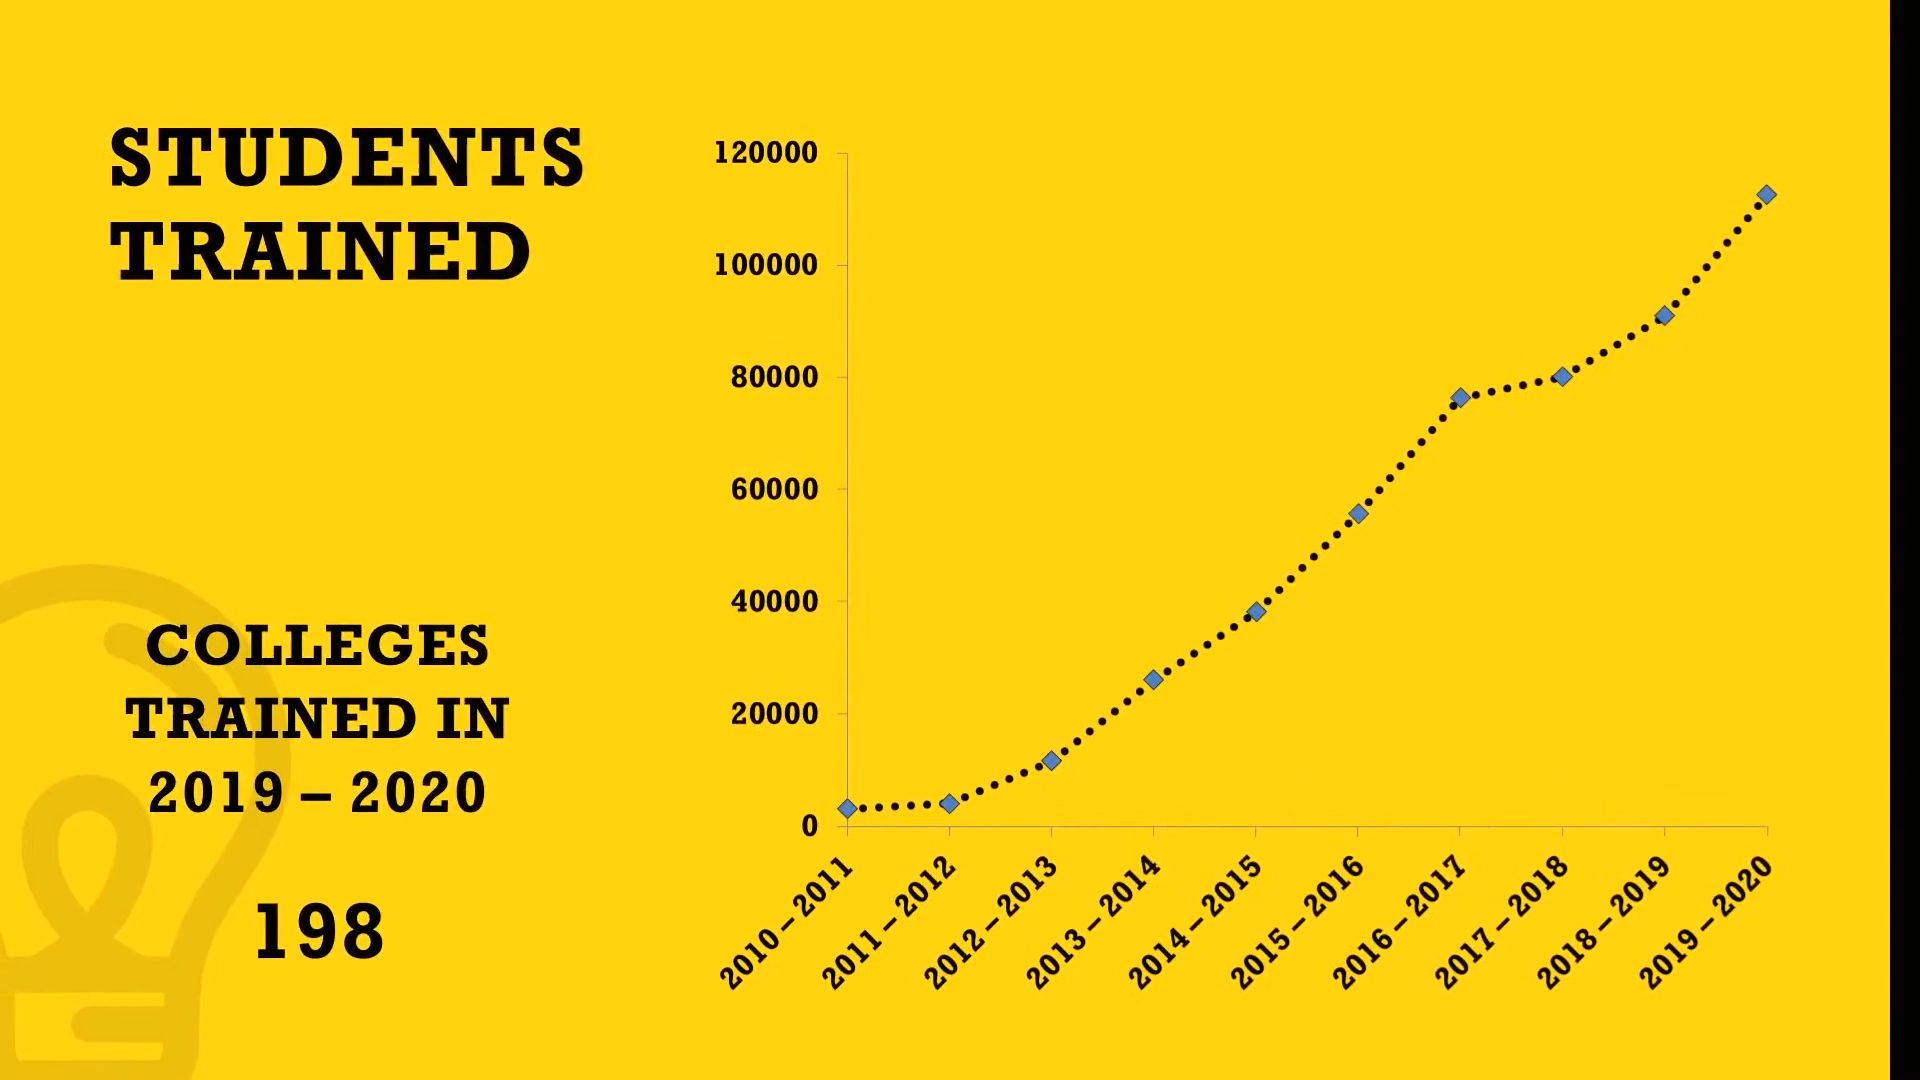 STUDENTS
TRAINED
COLLEGES
TRAINED IN
2019 – 2020
198
120000
100000
80000
60000
40000
20000
0
2010 – 2011
2011 – 2012
2012 – 2013
2013 – 2014
2014 – 2015
2015 – 2016
2016 – 2017
2017 – 2018
2018 – 2019
2019 – 2020